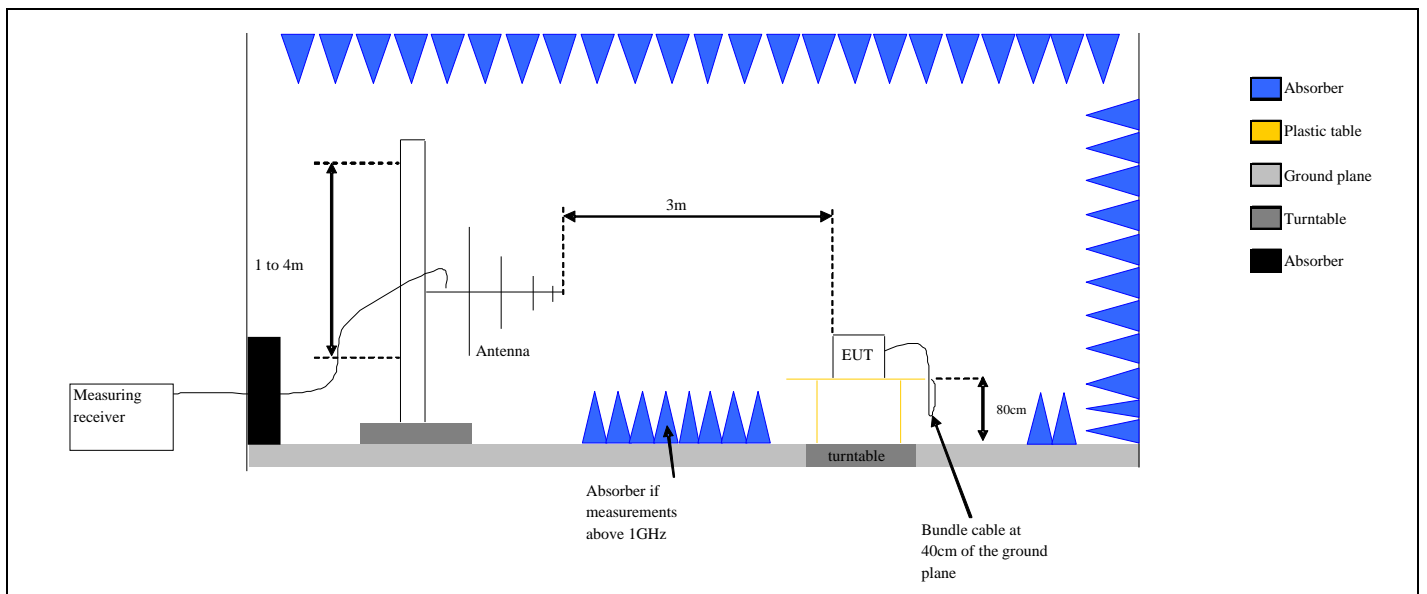 Absorber
Plastic table
Ground plane
Turntable
Absorber
3m
1 to 4m
Antenna
EUT
Measuring
receiver
80cm
turntable
Absorber if
measurements
above 1GHz
Bundle cable at
40cm of the ground
plane